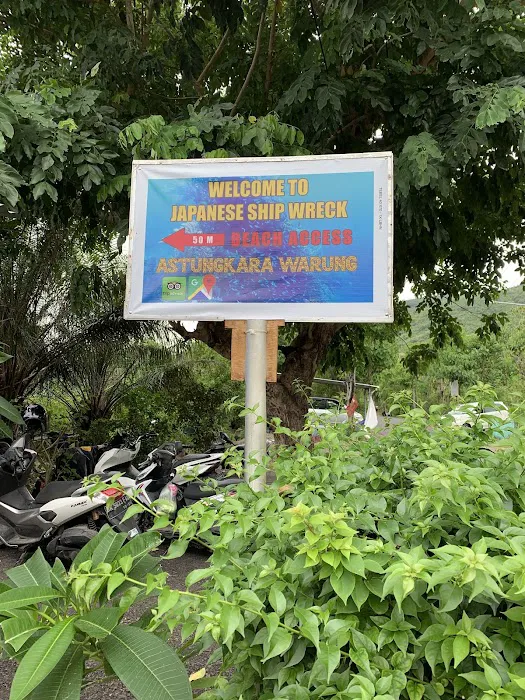 WELCOME TO
JAPANESE SHIP WRECK
50 M BEACH ACCESS
ASTUNGKARA WARUNG